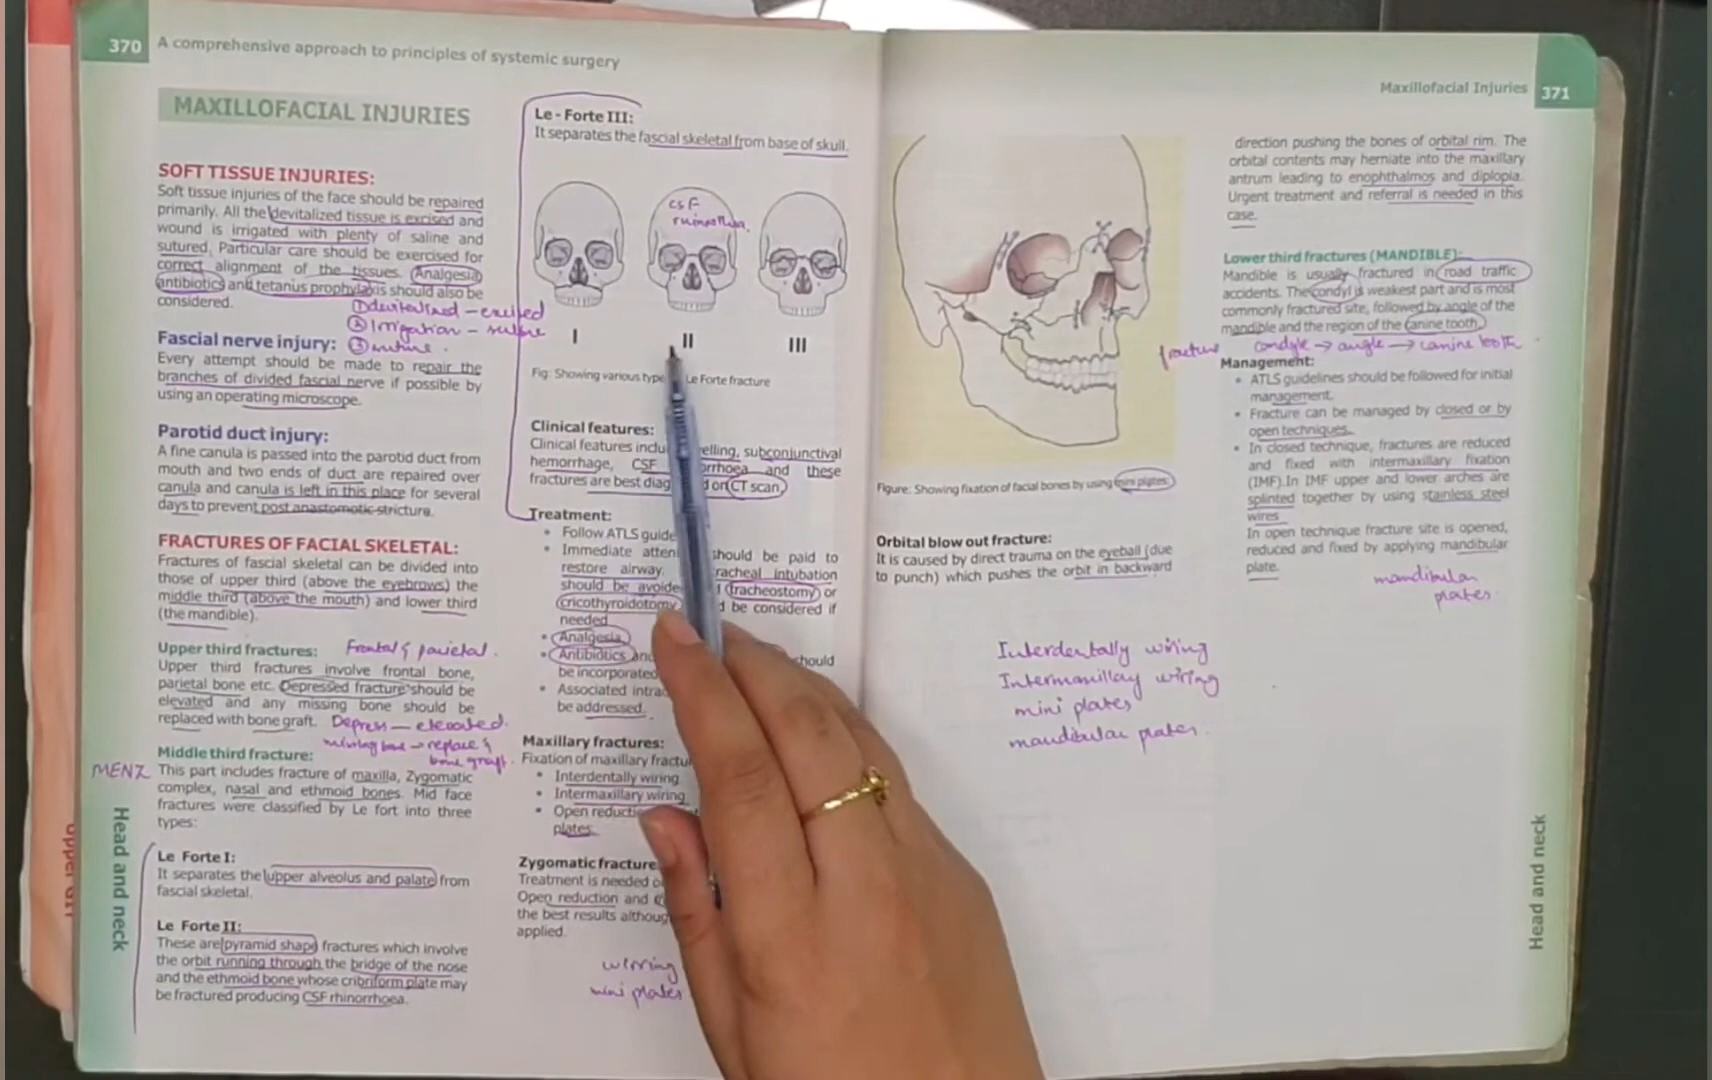 370 A comprehensive approach to principles of systemic surgery
MAXILLOFACIAL INJURIES
SOFT TISSUE INJURIES:
Soft tissue injuries of the face should be repaired
primarily. All the devitalized tissue is excised and
wound is irrigated with plenty of saline and
sutured. Particular care should be exercised for
correct alignment of the tissues. Analgesia
antibiotics and tetanus prophylaxis should also be
considered.
① devitalized - excised
② Irrigation - suture
③ suture.
Fascial nerve injury:
Every attempt should be made to repair the
branches of divided fascial nerve if possible by
using an operating microscope.
Parotid duct injury:
A fine canula is passed into the parotid duct from
mouth and two ends of duct are repaired over
canula and canula is left in this place for several
days to prevent post anastomotic stricture.
FRACTURES OF FACIAL SKELETAL:
Fractures of fascial skeletal can be divided into
those of upper third (above the eyebrows) the
middle third (above the mouth) and lower third
(the mandible).
Upper third fractures: Frontal & parietal.
Upper third fractures involve frontal bone,
parietal bone etc. Depressed fracture should be
elevated and any missing bone should be
replaced with bone graft. Depress - elevated.
missing bone → replace &
bone graft.
Middle third fracture:
MENZ This part includes fracture of maxilla, Zygomatic
complex, nasal and ethmoid bones. Mid face
fractures were classified by Le fort into three
types:
Le Forte I:
It separates the upper alveolus and palate from
fascial skeletal.
Le Forte II:
These are pyramid shape fractures which involve
the orbit running through the bridge of the nose
and the ethmoid bone whose cribriform plate may
be fractured producing CSF rhinorrhoea.
Head and neck
Le - Forte III:
It separates the fascial skeletal from base of skull.
CSF
I II III
Fig: Showing various Le Forte fracture
Clinical features:
Clinical features subconjunctival
hemorrhage, CSF and these
fractures are best on CT scan.
Treatment:
Follow ATLS
Immediate should be paid to
restore airway. intubation
should be tracheostomy or
cricothyroidotomy be considered if
needed
Analgesia
Antibiotics should
be incorporated
Associated
be addressed.
Maxillary fractures:
Fixation of maxillary
Interdentally wiring
Intermaxillary wiring
Open
plates.
Zygomatic fracture
Treatment is needed
Open reduction and
the best results
applied.
mini plates
Maxillofacial Injuries 371
Figure: Showing fixation of facial bones by using mini plates.
Orbital blow out fracture:
It is caused by direct trauma on the eyeball (due
to punch) which pushes the orbit in backward
Interdentally wiring
Intermaxillay wiring
mini plates
mandibular plates.
direction pushing the bones of orbital rim. The
orbital contents may herniate into the maxillary
antrum leading to enophthalmos and diplopia.
Urgent treatment and referral is needed in this
case.
Lower third fractures (MANDIBLE):
Mandible is usually fractured in road traffic
accidents. The condyl is weakest part and is most
commonly fractured site, followed by angle of the
mandible and the region of the canine tooth.
fracture condyle → angle → canine tooth
Management:
ATLS guidelines should be followed for initial
management.
Fracture can be managed by closed or by
open techniques.
In closed technique, fractures are reduced
and fixed with intermaxillary fixation
(IMF).In IMF upper and lower arches are
splinted together by using stainless steel
wires
In open technique fracture site is opened,
reduced and fixed by applying mandibular
plate.
mandibular
plates.
Head and neck